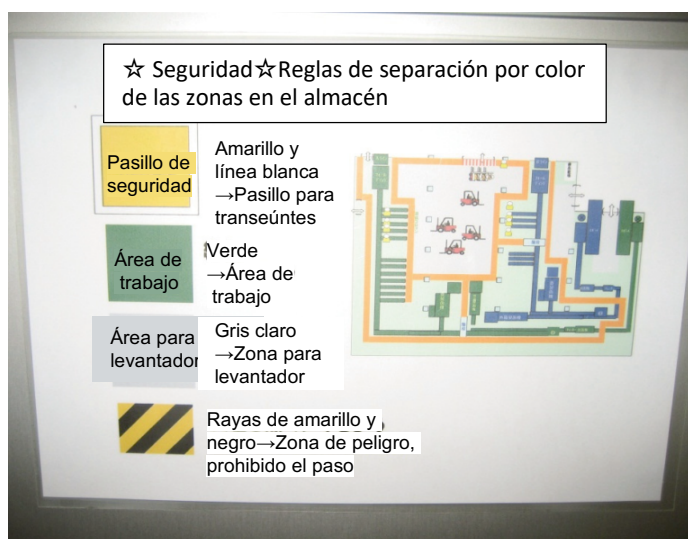 ☆ Seguridad☆Reglas de separación por color
de las zonas en el almacén
Pasillo de
seguridad
Amarillo y
línea blanca
→Pasillo para
transeúntes
Área de
trabajo
Verde
→Área de
trabajo
Área para
levantador
Gris claro
→Zona para
levantador
Rayas de amarillo y
negro→Zona de peligro,
prohibido el paso